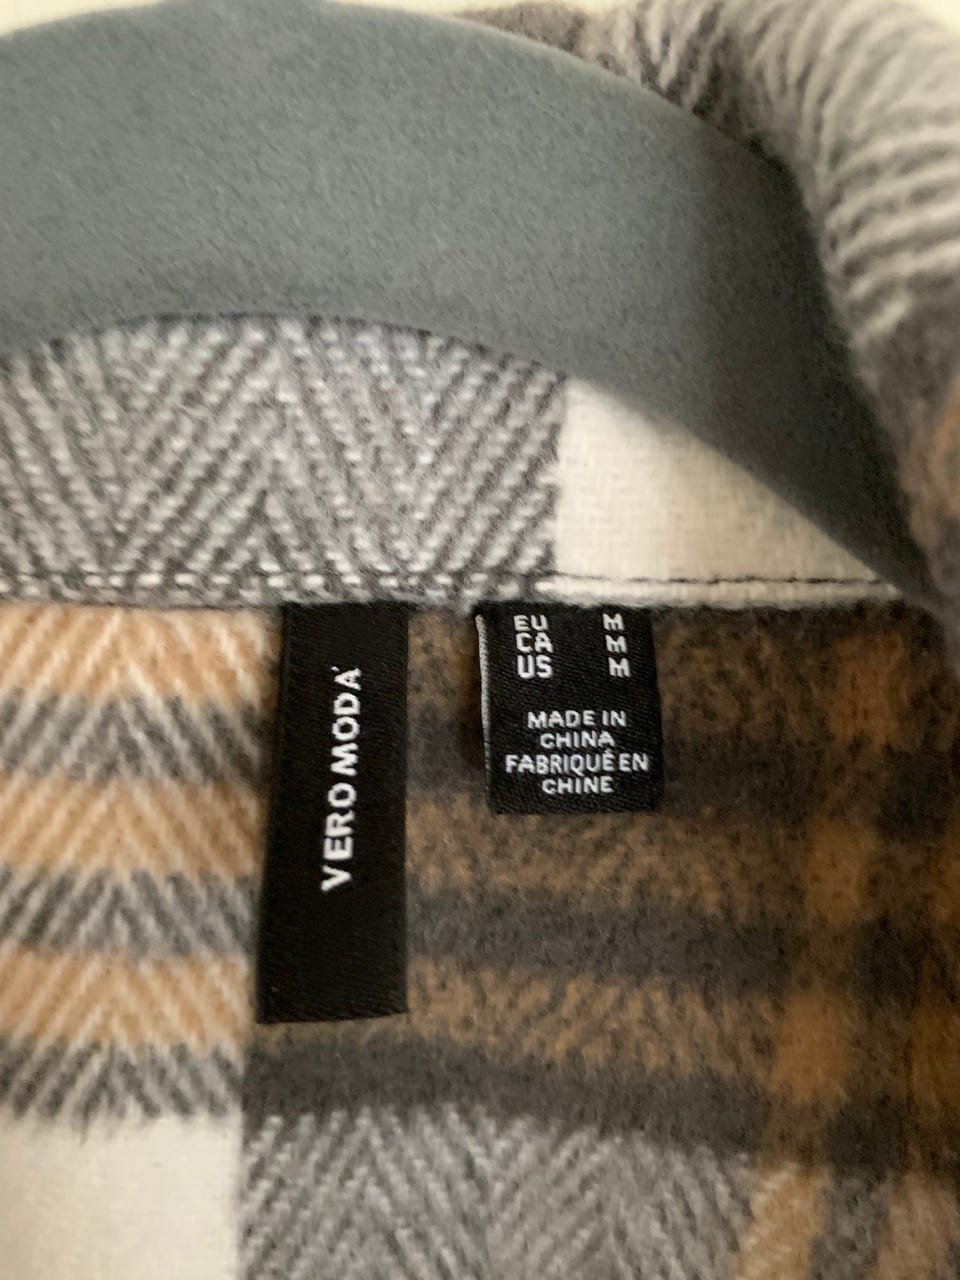 VERO MODA
EU M
CA M
US M
MADE IN
CHINA
FABRIQUÉ EN
CHINE